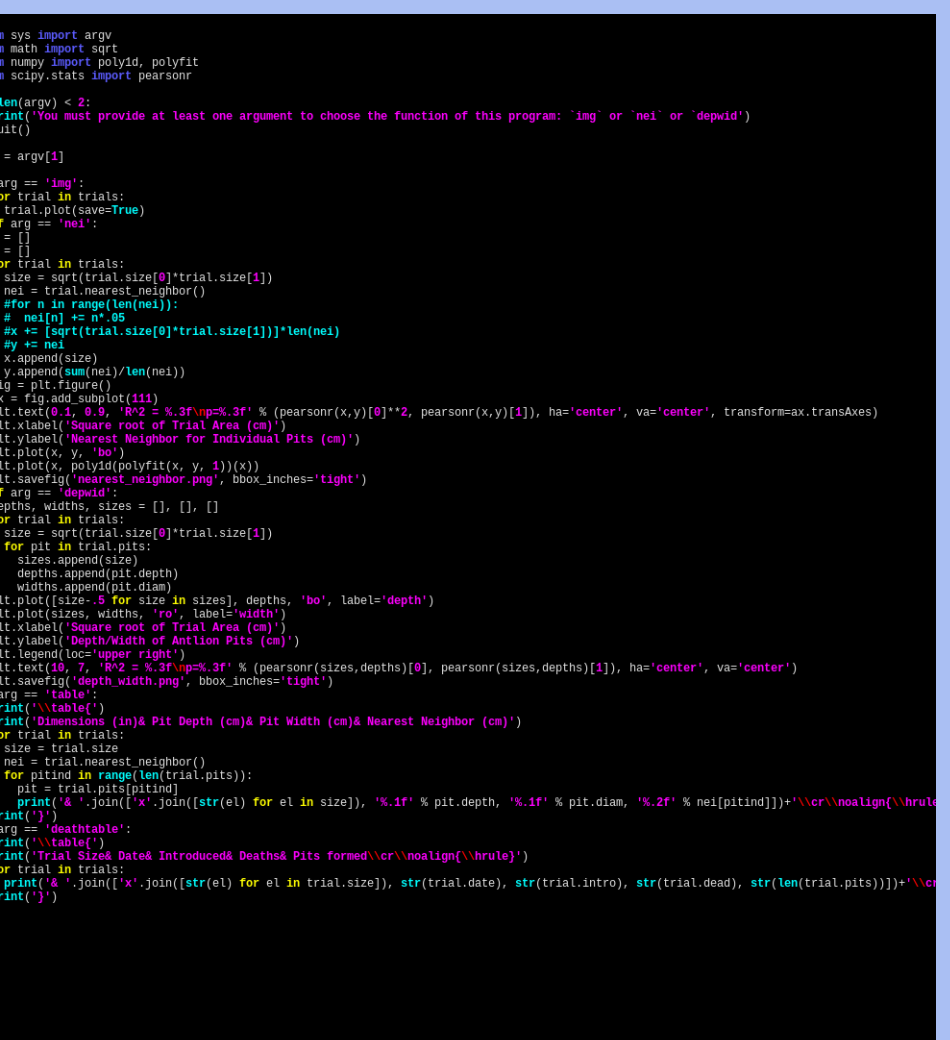 m sys import argv
m math import sqrt
m numpy import poly1d, polyfit
m scipy.stats import pearsonr
len(argv) < 2:
rint('You must provide at least one argument to choose the function of this program: `img` or `nei` or `depwid')
uit()
= argv[1]
arg == 'img':
or trial in trials:
trial.plot(save=True)
f arg == 'nei':
= []
= []
or trial in trials:
size = sqrt(trial.size[0]*trial.size[1])
nei = trial.nearest_neighbor()
#for n in range(len(nei)):
#  nei[n] += n*.05
#x += [sqrt(trial.size[0]*trial.size[1])]*len(nei)
#y += nei
x.append(size)
y.append(sum(nei)/len(nei))
ig = plt.figure()
x = fig.add_subplot(111)
lt.text(0.1, 0.9, 'R^2 = %.3f\np=%.3f' % (pearsonr(x,y)[0]**2, pearsonr(x,y)[1]), ha='center', va='center', transform=ax.transAxes)
lt.xlabel('Square root of Trial Area (cm)')
lt.ylabel('Nearest Neighbor for Individual Pits (cm)')
lt.plot(x, y, 'bo')
lt.plot(x, poly1d(polyfit(x, y, 1))(x))
lt.savefig('nearest_neighbor.png', bbox_inches='tight')
f arg == 'depwid':
epths, widths, sizes = [], [], []
or trial in trials:
size = sqrt(trial.size[0]*trial.size[1])
for pit in trial.pits:
sizes.append(size)
depths.append(pit.depth)
widths.append(pit.diam)
lt.plot([size-.5 for size in sizes], depths, 'bo', label='depth')
lt.plot(sizes, widths, 'ro', label='width')
lt.xlabel('Square root of Trial Area (cm)')
lt.ylabel('Depth/Width of Antlion Pits (cm)')
lt.legend(loc='upper right')
lt.text(10, 7, 'R^2 = %.3f\np=%.3f' % (pearsonr(sizes,depths)[0], pearsonr(sizes,depths)[1]), ha='center', va='center')
lt.savefig('depth_width.png', bbox_inches='tight')
arg == 'table':
rint('\\table{')
rint('Dimensions (in)& Pit Depth (cm)& Pit Width (cm)& Nearest Neighbor (cm)')
or trial in trials:
size = trial.size
nei = trial.nearest_neighbor()
for pitind in range(len(trial.pits)):
pit = trial.pits[pitind]
print('& '.join(['x'.join([str(el) for el in size]), '%.1f' % pit.depth, '%.1f' % pit.diam, '%.2f' % nei[pitind]])+'\\cr\\noalign{\\hrule
rint('}')
arg == 'deathtable':
rint('\\table{')
rint('Trial Size& Date& Introduced& Deaths& Pits formed\\cr\\noalign{\\hrule}')
or trial in trials:
print('& '.join(['x'.join([str(el) for el in trial.size]), str(trial.date), str(trial.intro), str(trial.dead), str(len(trial.pits))])+'\\cr
rint('}')